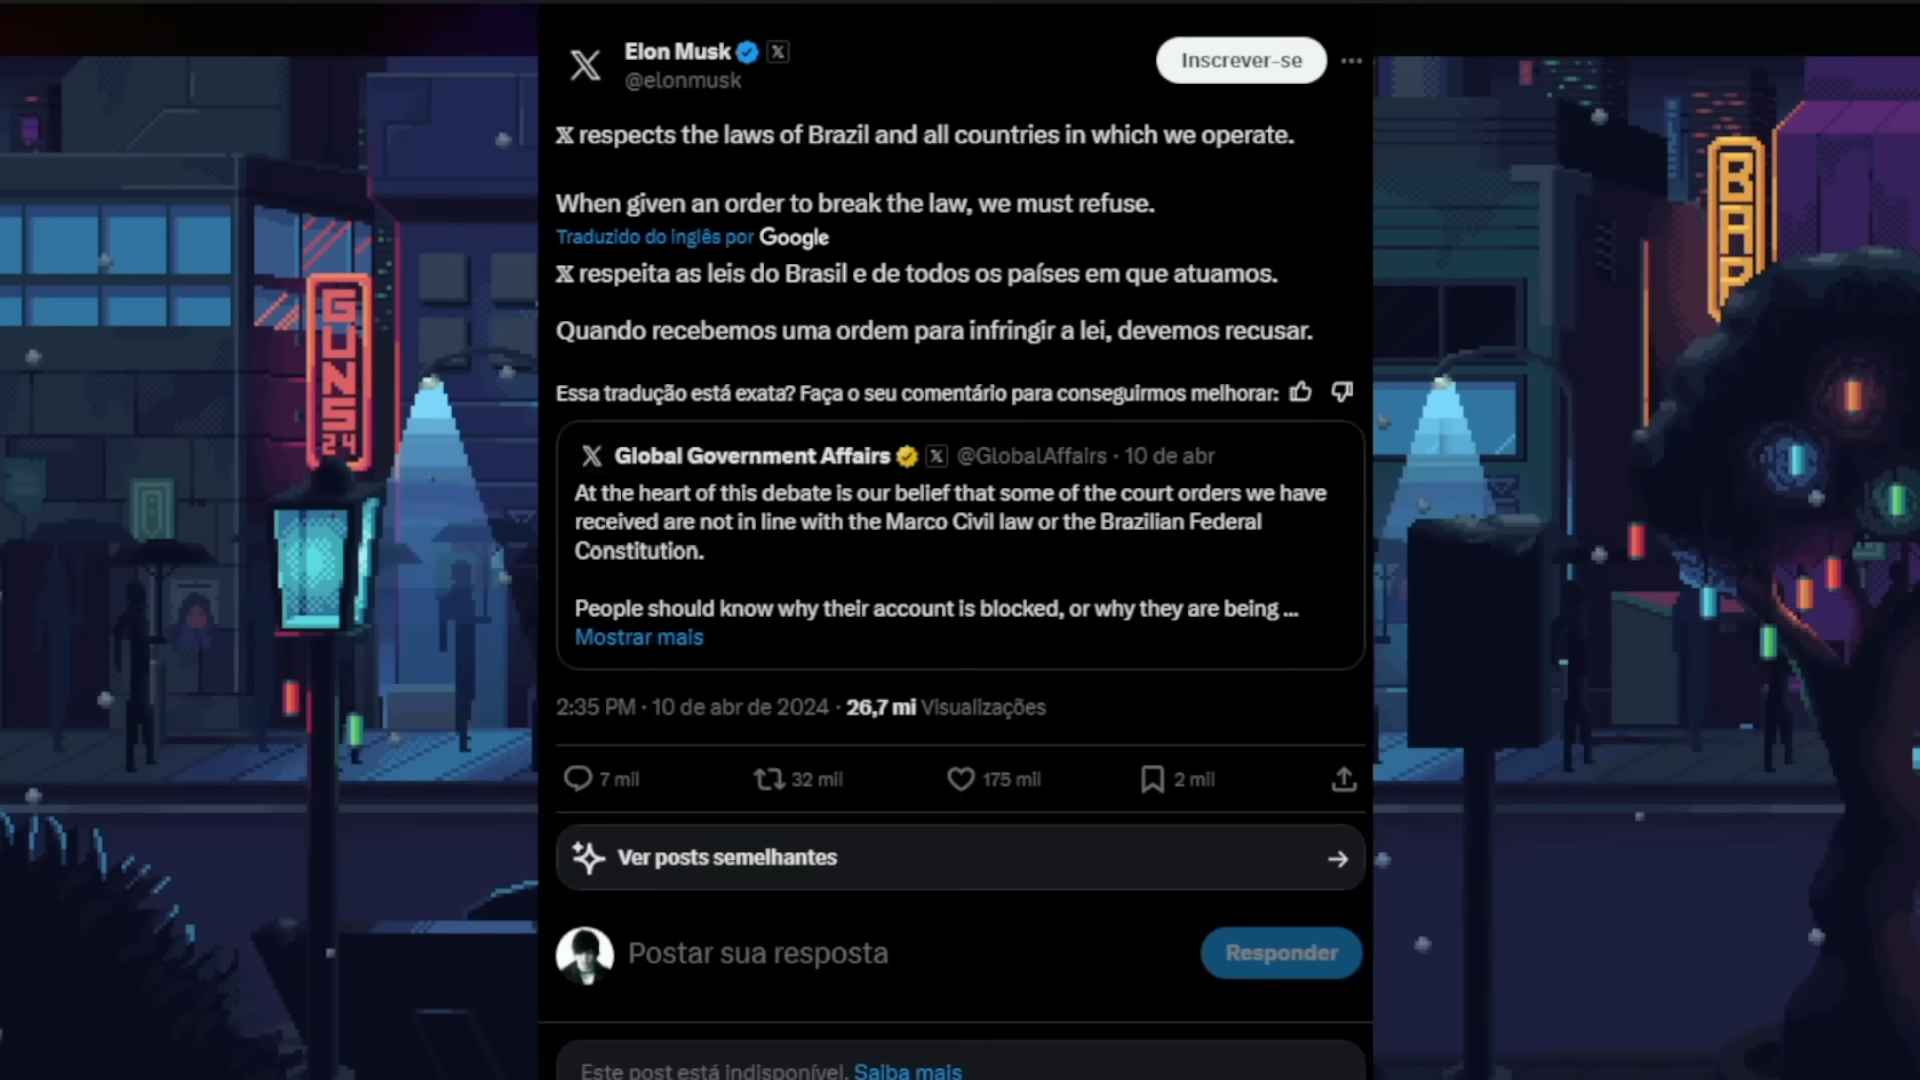 Elon Musk
@elonmusk
Inscrever-se
𝕏 respects the laws of Brazil and all countries in which we operate.
When given an order to break the law, we must refuse.
Traduzido do inglês por Google
𝕏 respeita as leis do Brasil e de todos os países em que atuamos.
Quando recebemos uma ordem para infringir a lei, devemos recusar.
Essa tradução está exata? Faça o seu comentário para conseguirmos melhorar:
Global Government Affairs @GlobalAffairs · 10 de abr
At the heart of this debate is our belief that some of the court orders we have
received are not in line with the Marco Civil law or the Brazilian Federal
Constitution.
People should know why their account is blocked, or why they are being ...
Mostrar mais
2:35 PM · 10 de abr de 2024 · 26,7 mi Visualizações
7 mil 32 mil 175 mil 2 mil
Ver posts semelhantes
Postar sua resposta
Responder
Este post está indisponível. Saiba mais
GUNS
24
BAR